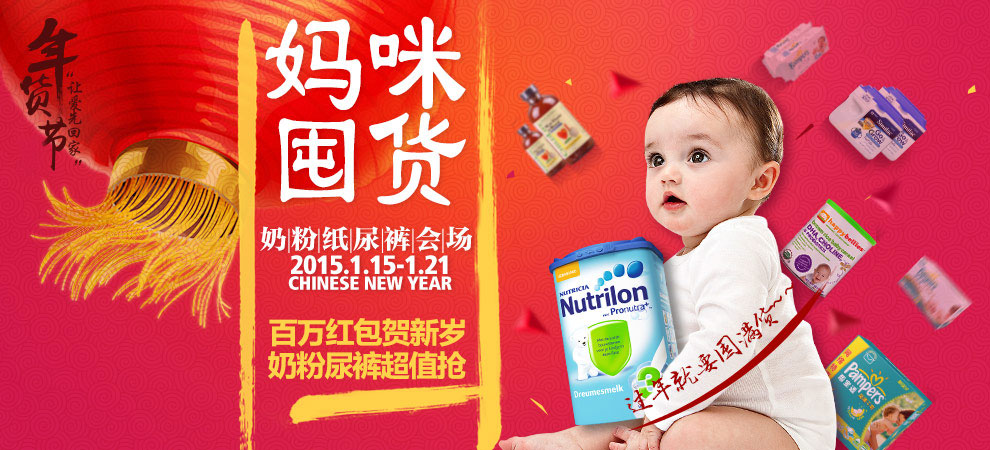 年货节
"让爱先回家"
妈咪
囤货
奶|粉|纸|尿|裤|会|场
2015.1.15-1.21
CHINESE NEW YEAR
百万红包贺新岁
奶粉尿裤超值抢
NUTRICIA
Nutrilon
Pronutra+
3
Dreumesmelk
过年就要囤满货~~
happybellies
DHA, CHOLINE
Pampers